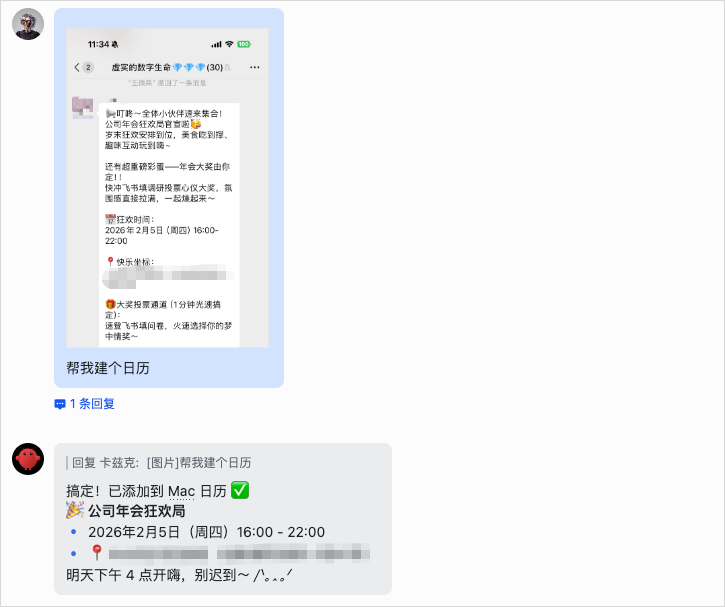 11:34
100
2
虚实的数字生命💎💎💎(30)
撤回了一条消息
📢叮咚～全体小伙伴速来集合！
公司年会狂欢局官宣啦🥳
岁末狂欢安排到位，美食吃到撑、
趣味互动玩到嗨~
还有超重磅彩蛋——年会大奖由你
定！!
快冲飞书填调研投票心仪大奖，氛
围感直接拉满，一起燥起来～
📅狂欢时间：
2026年2月5日 (周四) 16:00-
22:00
📍快乐坐标：
🎁大奖投票通道 (1分钟光速搞
定)：
速登飞书填问卷，火速选择你的梦
中情奖～
帮我建个日历
1 条回复
回复 卡兹克： [图片]帮我建个日历
搞定！已添加到 Mac 日历 ✅
🎉 公司年会狂欢局
• 2026年2月5日（周四）16:00 - 22:00
• 📍
明天下午 4 点开嗨，别迟到～